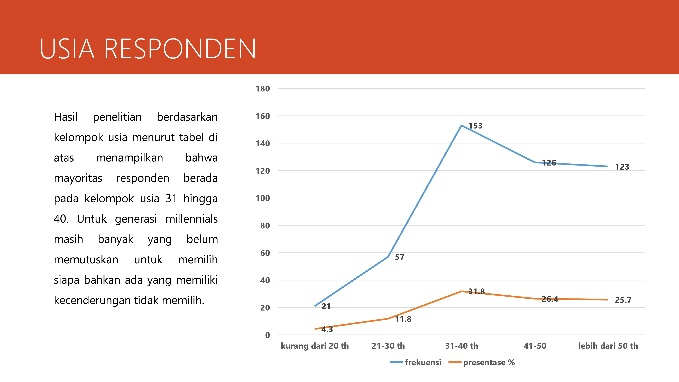 USIA RESPONDEN
Hasil penelitian berdasarkan
kelompok usia menurut tabel di
atas menampilkan bahwa
mayoritas responden berada
pada kelompok usia 31 hingga
40. Untuk generasi millennials
masih banyak yang belum
memutuskan untuk memilih
siapa bahkan ada yang memiliki
kecenderungan tidak memilih.
180
160
140
120
100
80
60
40
20
0
153
126
123
57
21
31.8
26.4
25.7
11.8
4.3
kurang dari 20 th 21-30 th 31-40 th 41-50 lebih dari 50 th
frekuensi presentase %